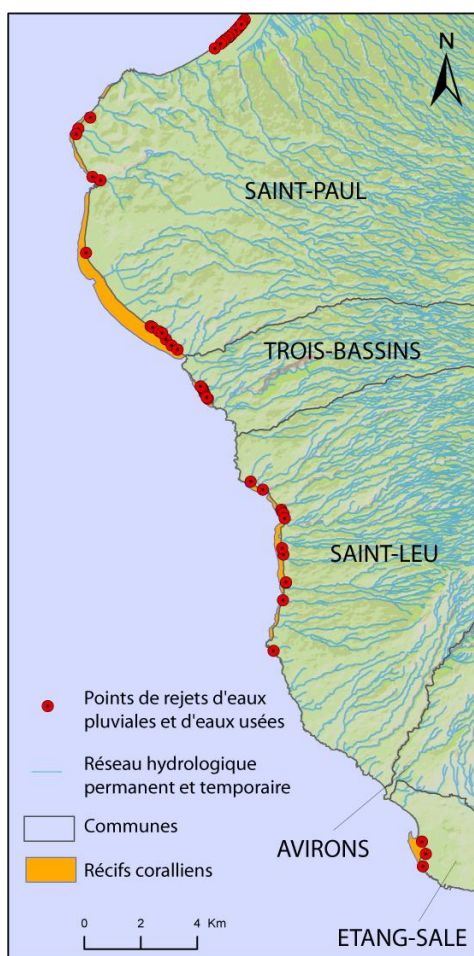 N
SAINT-PAUL
TROIS-BASSINS
SAINT-LEU
Points de rejets d'eaux
pluviales et d'eaux usées
Réseau hydrologique
permanent et temporaire
Communes
AVIRONS
Récifs coralliens
0 2 4 Km
ETANG-SALE